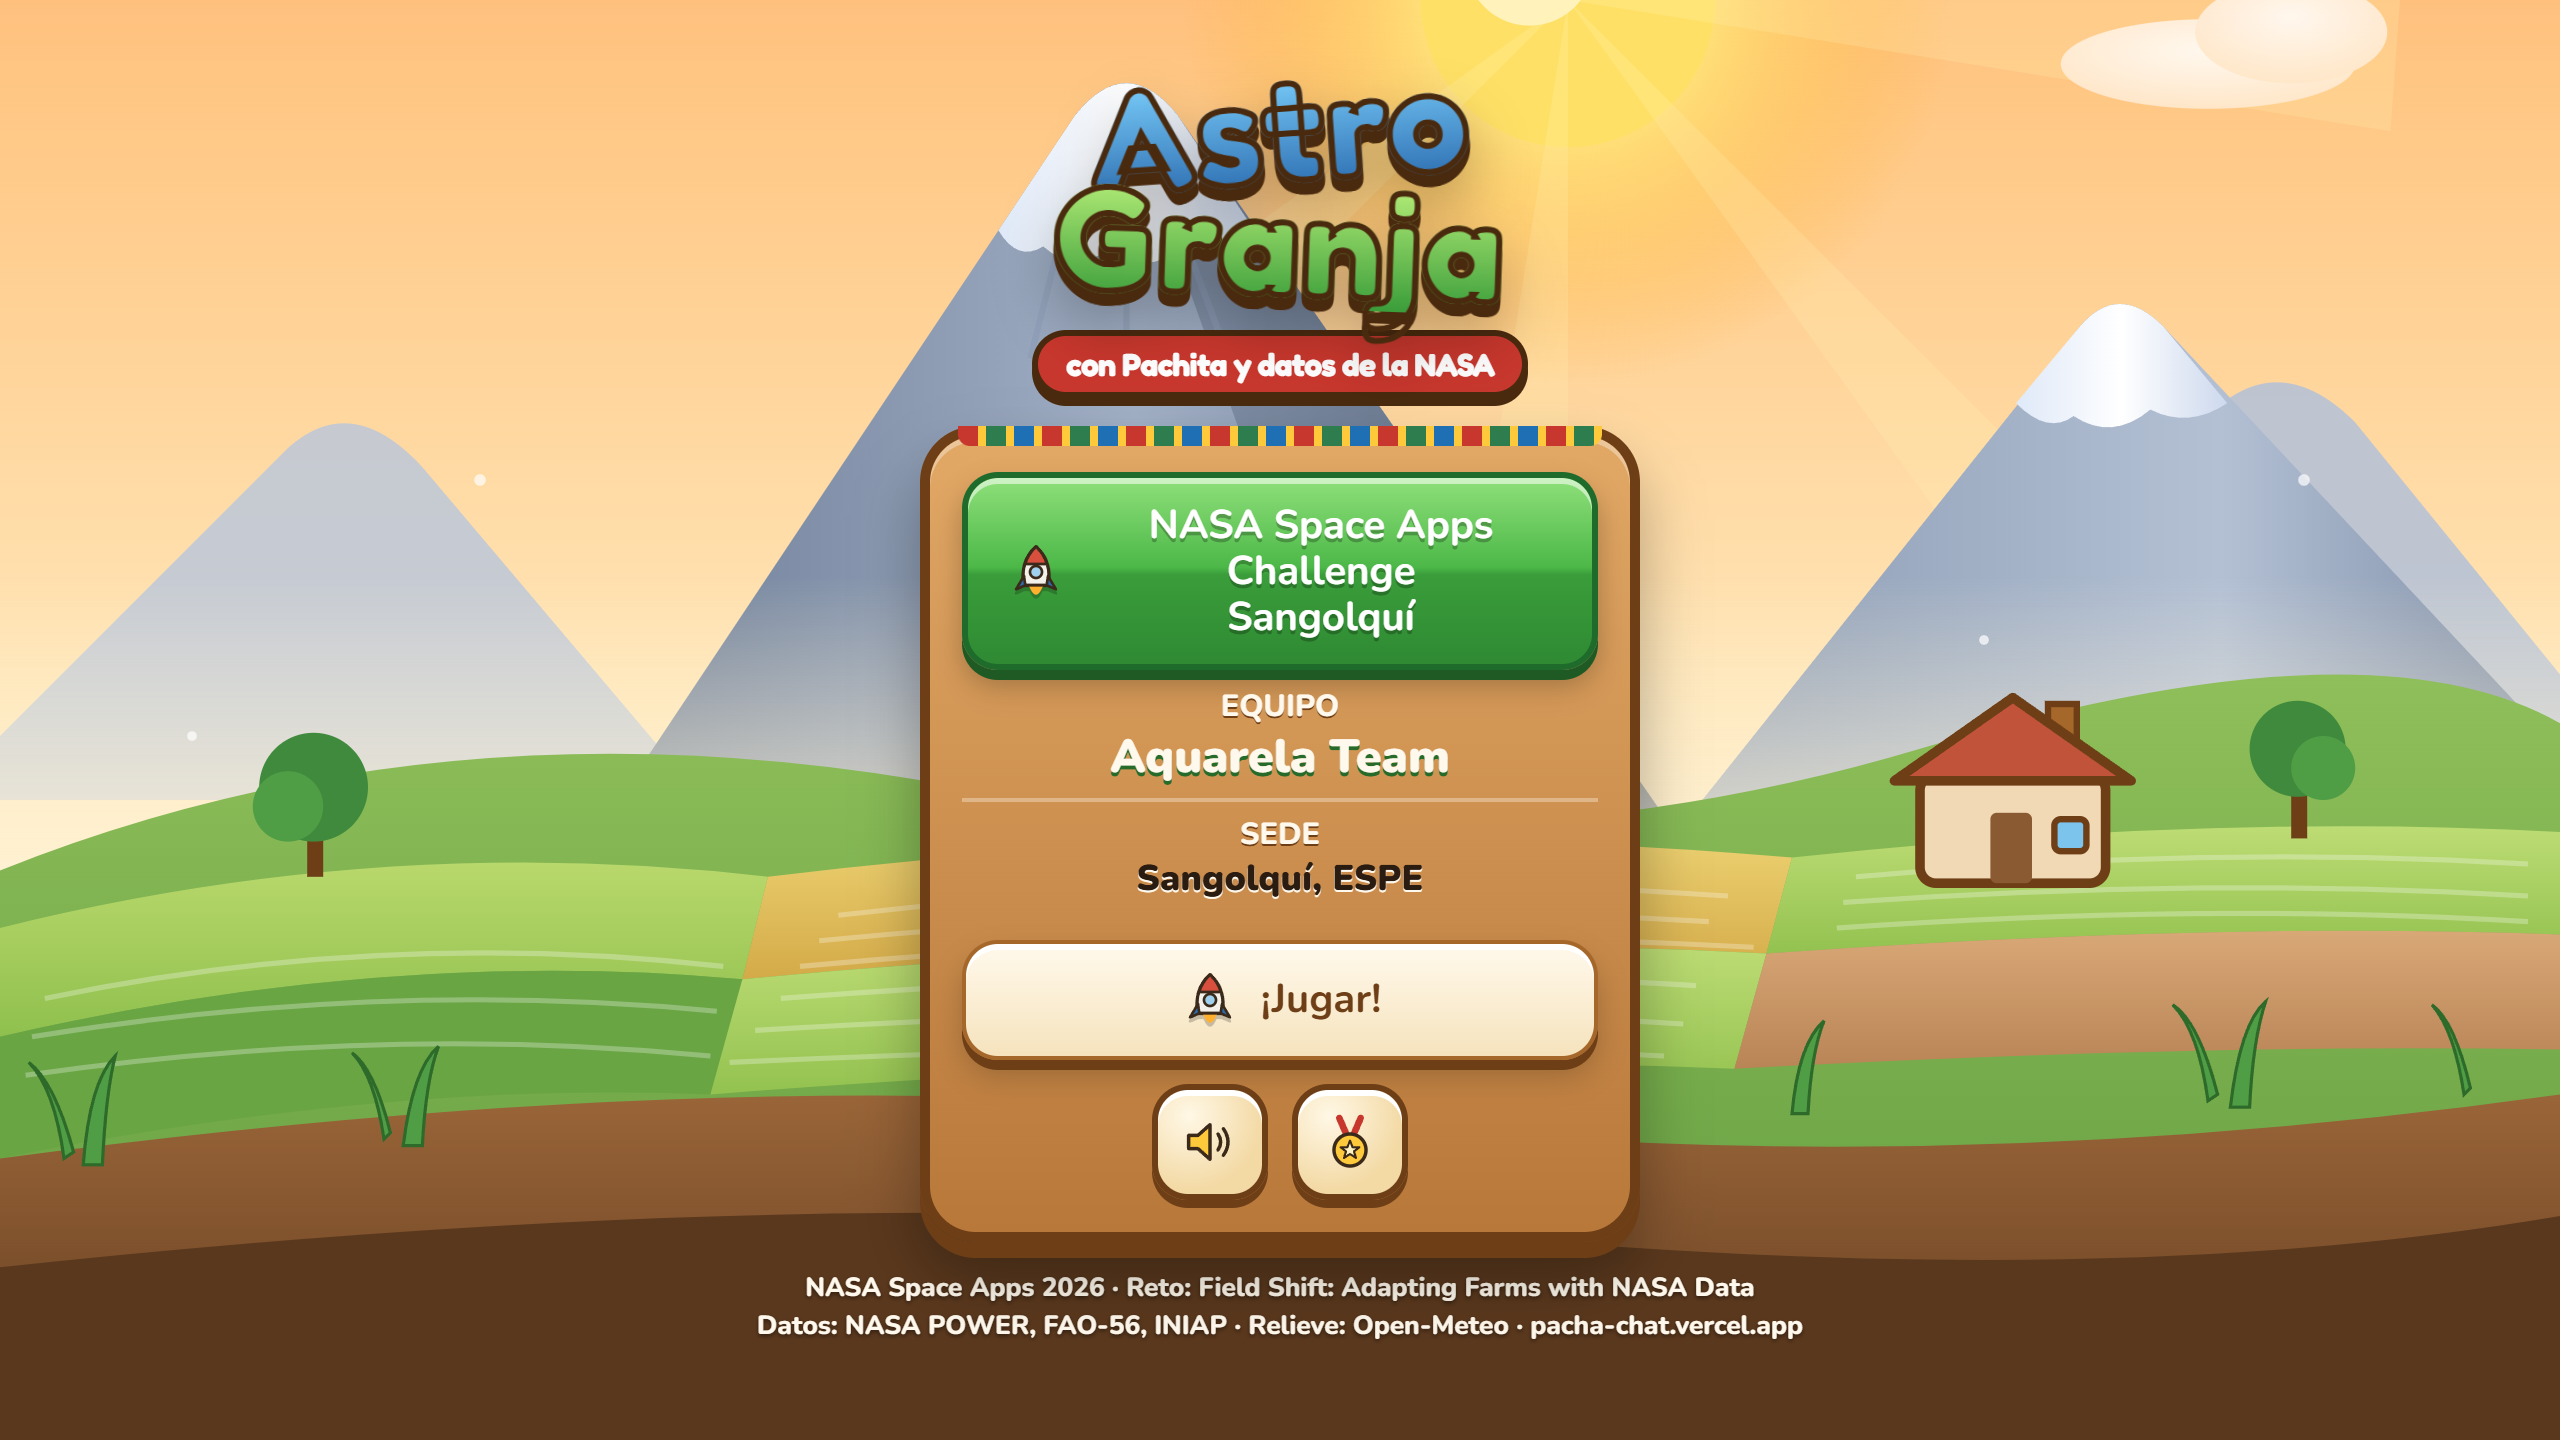 Astro
Granja
con Pachita y datos de la NASA
NASA Space Apps
Challenge
Sangolquí
EQUIPO
Aquarela Team
SEDE
Sangolquí, ESPE
¡Jugar!
NASA Space Apps 2026 · Reto: Field Shift: Adapting Farms with NASA Data
Datos: NASA POWER, FAO-56, INIAP · Relieve: Open-Meteo · pacha-chat.vercel.app